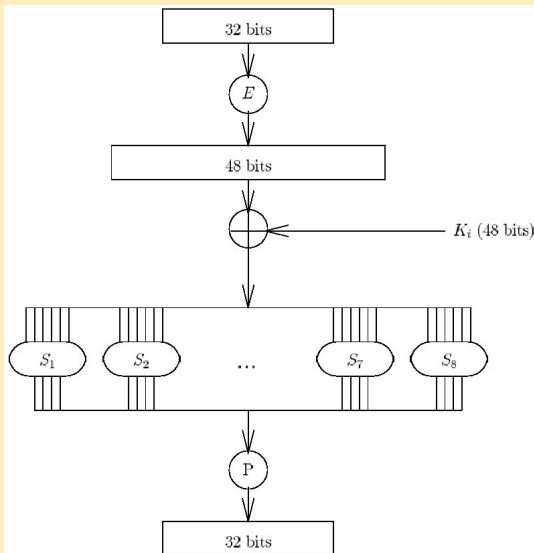 32 bits
E
48 bits
K_i (48 bits)
S_1 S_2 ... S_7 S_8
P
32 bits